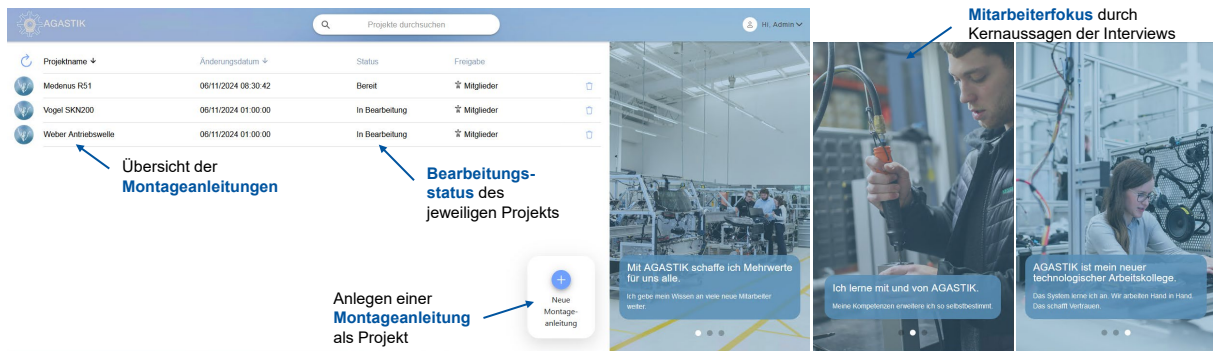 AGASTIK
Projekte durchsuchen
Hi, Admin
Mitarbeiterfokus durch
Kernaussagen der Interviews
Projektname Änderungsdatum Status Freigabe
Medenus R51 06/11/2024 08:30:42 Bereit Mitglieder
Vogel SKN200 06/11/2024 01:00:00 In Bearbeitung Mitglieder
Weber Antriebswelle 06/11/2024 01:00:00 In Bearbeitung Mitglieder
Übersicht der
Montageanleitungen
Bearbeitungs-
status des
jeweiligen Projekts
Anlegen einer
Montageanleitung
als Projekt
Neue
Montage-
anleitung
Mit AGASTIK schaffe ich Mehrwerte
für uns alle.
Ich gebe mein Wissen an viele neue Mitarbeiter
weiter.
Ich lerne mit und von AGASTIK.
Meine Kompetenzen erweitere ich so selbstbestimmt.
AGASTIK ist mein neuer
technologischer Arbeitskollege.
Das System lerne ich an. Wir arbeiten Hand in Hand.
Das schafft Vertrauen.